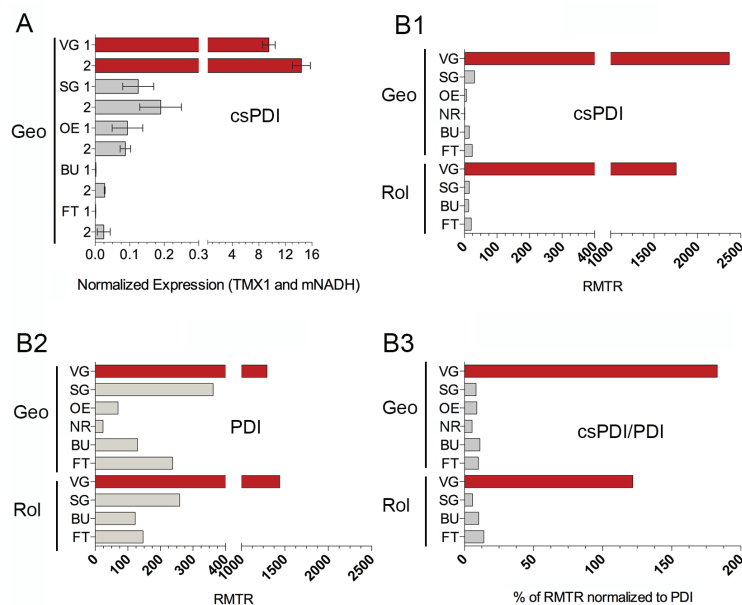 A
VG 1
2
SG 1
2
OE 1
2
BU 1
2
FT 1
2
Geo
csPDI
0.0 0.1 0.2 0.3 4 8 12 16
Normalized Expression (TMX1 and mNADH)
B1
VG
SG
OE
NR
BU
FT
Geo
csPDI
VG
SG
BU
FT
Rol
0 100 200 300 400 1000 1500 2000 2500
RMTR
B2
VG
SG
OE
NR
BU
FT
Geo
PDI
VG
SG
BU
FT
Rol
0 100 200 300 400 1000 1500 2000 2500
RMTR
B3
VG
SG
OE
NR
BU
FT
Geo
csPDI/PDI
VG
SG
BU
FT
Rol
0 50 100 150 200
% of RMTR normalized to PDI